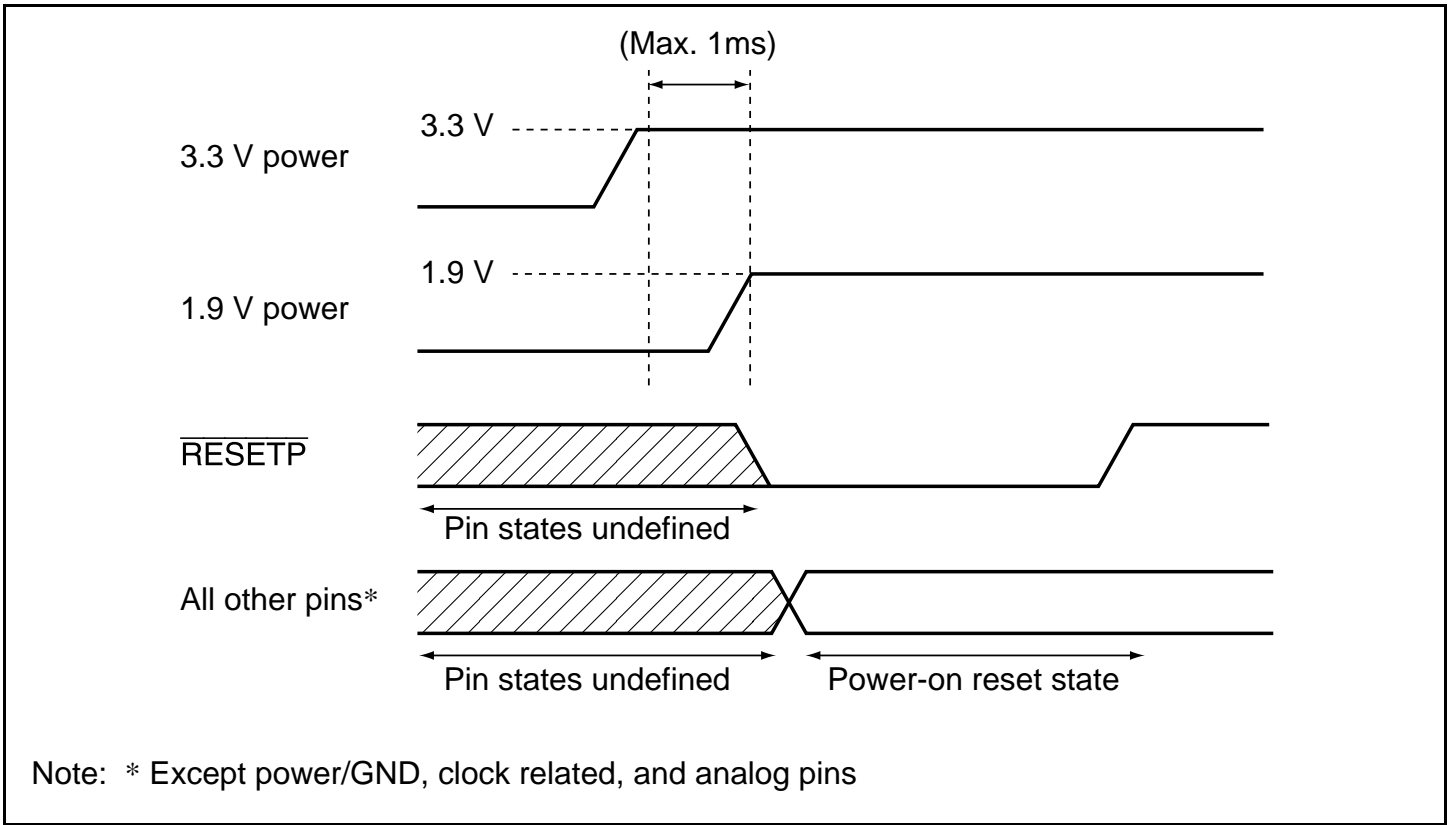 (Max. 1ms)
3.3 V
3.3 V power
1.9 V
1.9 V power
RESETP
Pin states undefined
All other pins*
Pin states undefined
Power-on reset state
Note: * Except power/GND, clock related, and analog pins